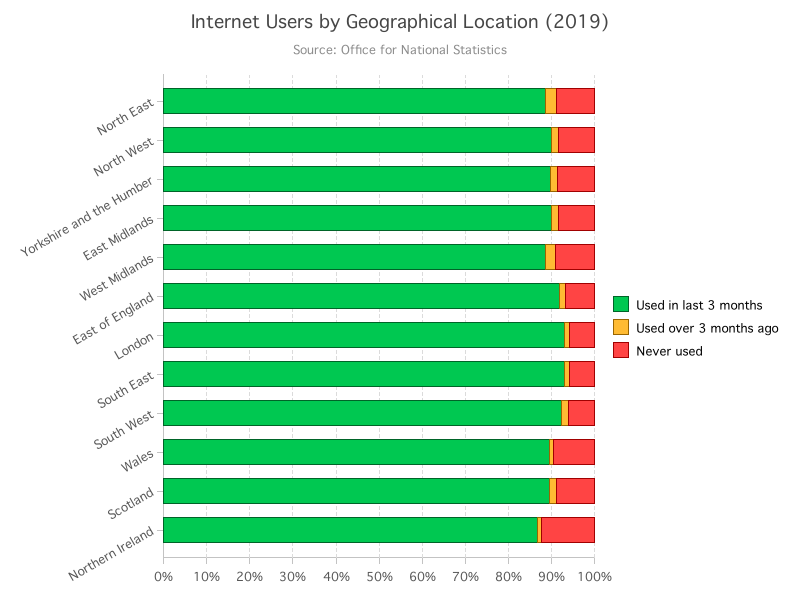 Internet Users by Geographical Location (2019)
Source: Office for National Statistics
North East
North West
Yorkshire and the Humber
East Midlands
West Midlands
East of England
London
South East
South West
Wales
Scotland
Northern Ireland
0% 10% 20% 30% 40% 50% 60% 70% 80% 90% 100%
Used in last 3 months
Used over 3 months ago
Never used